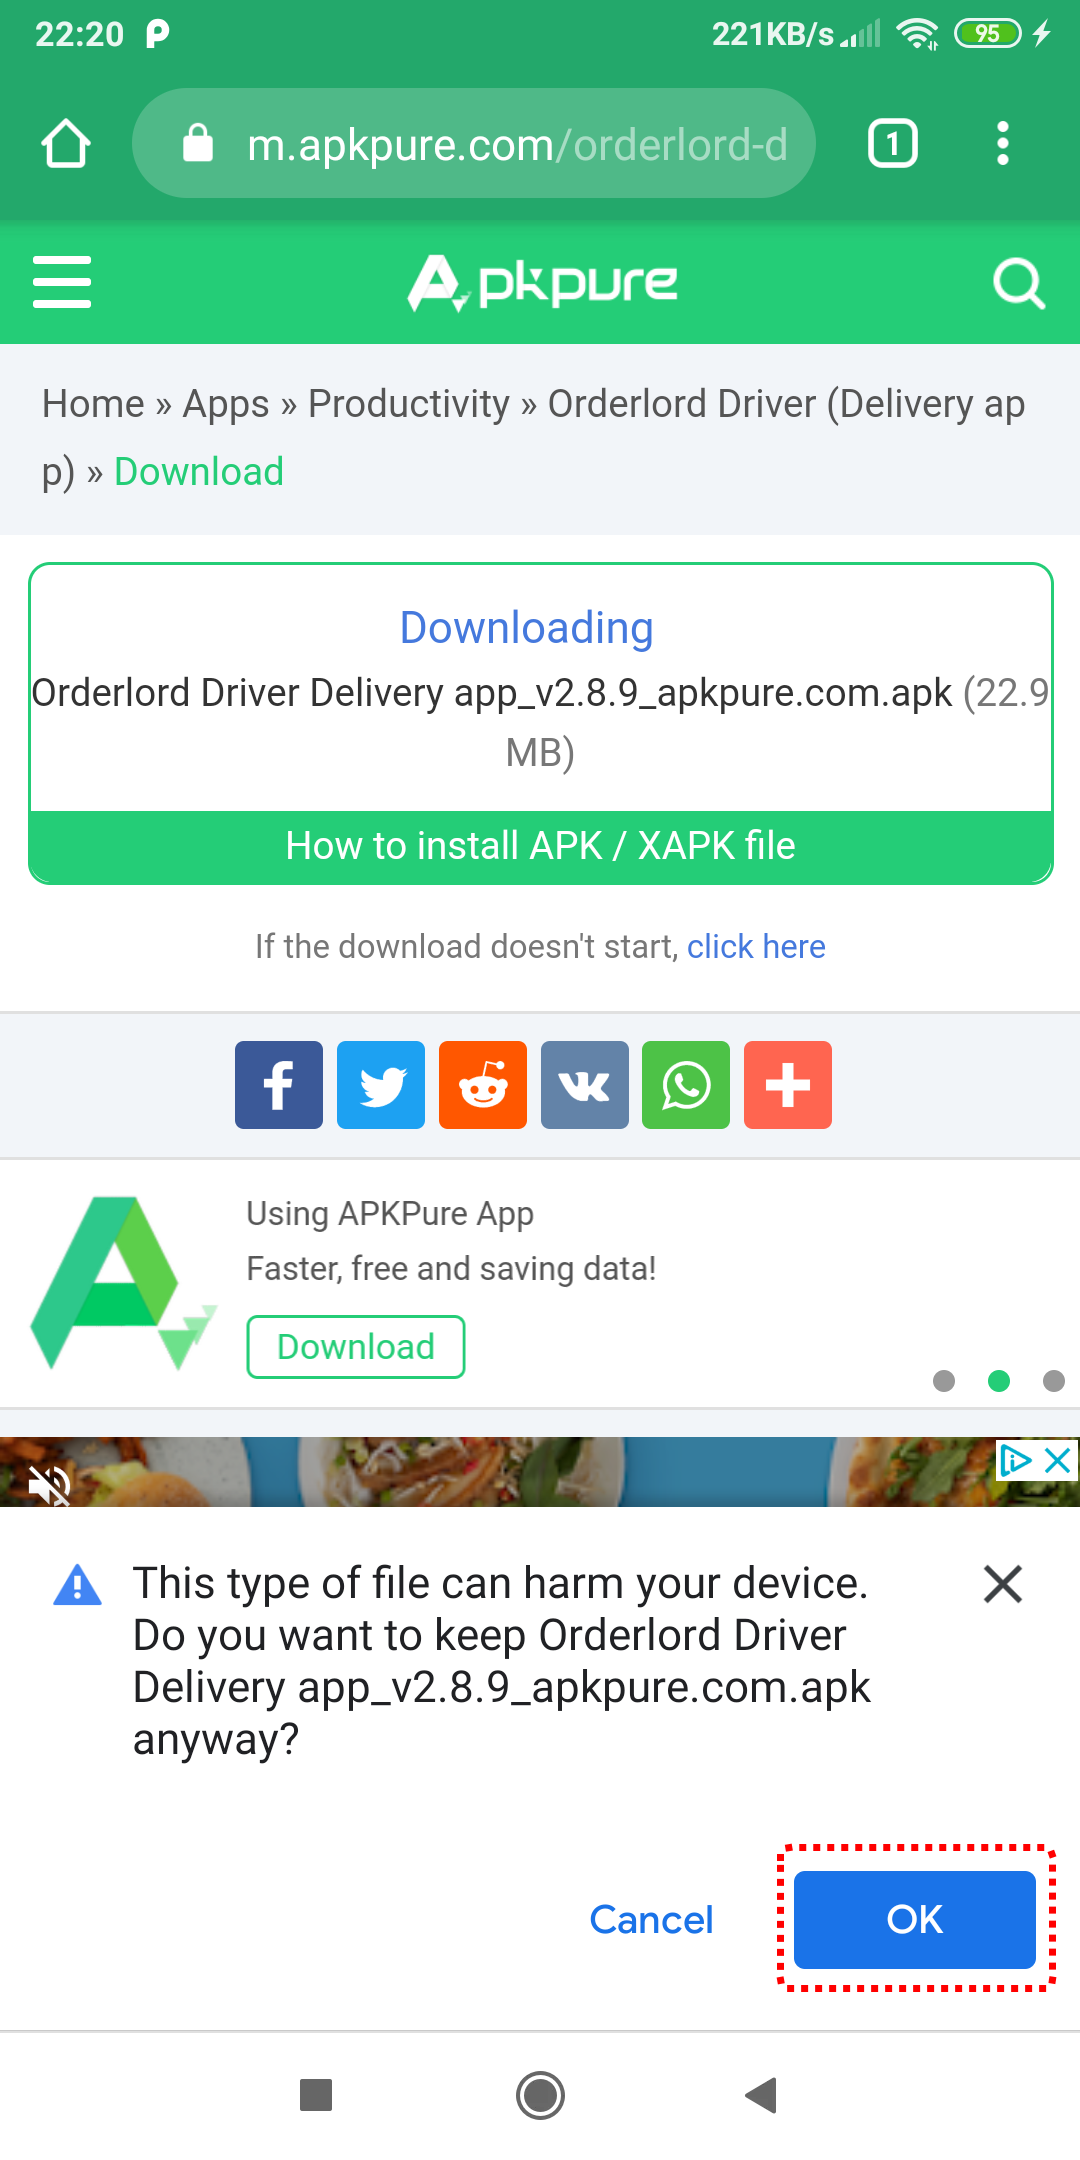 22:20 221KB/s 95
m.apkpure.com/orderlord-d 1
Apkpure
Home » Apps » Productivity » Orderlord Driver (Delivery ap
p) » Download
Downloading
Orderlord Driver Delivery app_v2.8.9_apkpure.com.apk (22.9
MB)
How to install APK / XAPK file
If the download doesn't start, click here
Using APKPure App
Faster, free and saving data!
Download
This type of file can harm your device.
Do you want to keep Orderlord Driver
Delivery app_v2.8.9_apkpure.com.apk
anyway?
Cancel OK